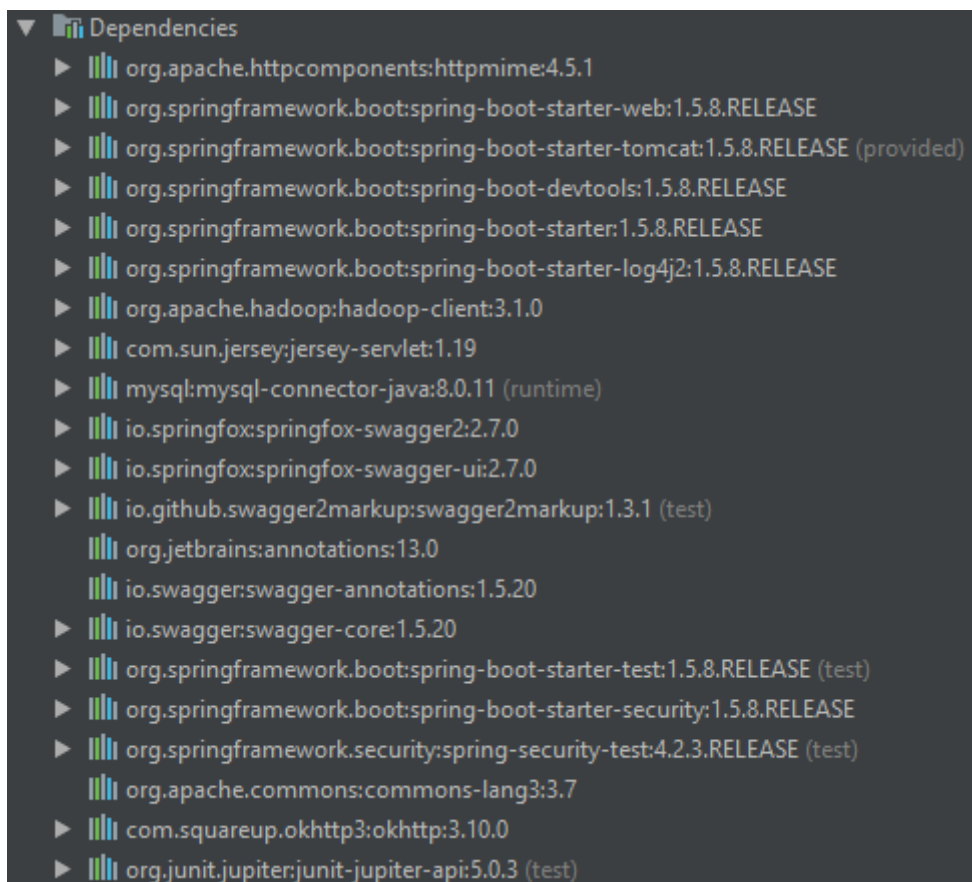 Dependencies
org.apache.httpcomponents:httpmime:4.5.1
org.springframework.boot:spring-boot-starter-web:1.5.8.RELEASE
org.springframework.boot:spring-boot-starter-tomcat:1.5.8.RELEASE (provided)
org.springframework.boot:spring-boot-devtools:1.5.8.RELEASE
org.springframework.boot:spring-boot-starter:1.5.8.RELEASE
org.springframework.boot:spring-boot-starter-log4j2:1.5.8.RELEASE
org.apache.hadoop:hadoop-client:3.1.0
com.sun.jersey:jersey-servlet:1.19
mysql:mysql-connector-java:8.0.11 (runtime)
io.springfox:springfox-swagger2:2.7.0
io.springfox:springfox-swagger-ui:2.7.0
io.github.swagger2markup:swagger2markup:1.3.1 (test)
org.jetbrains:annotations:13.0
io.swagger:swagger-annotations:1.5.20
io.swagger:swagger-core:1.5.20
org.springframework.boot:spring-boot-starter-test:1.5.8.RELEASE (test)
org.springframework.boot:spring-boot-starter-security:1.5.8.RELEASE
org.springframework.security:spring-security-test:4.2.3.RELEASE (test)
org.apache.commons:commons-lang3:3.7
com.squareup.okhttp3:okhttp:3.10.0
org.junit.jupiter:junit-jupiter-api:5.0.3 (test)